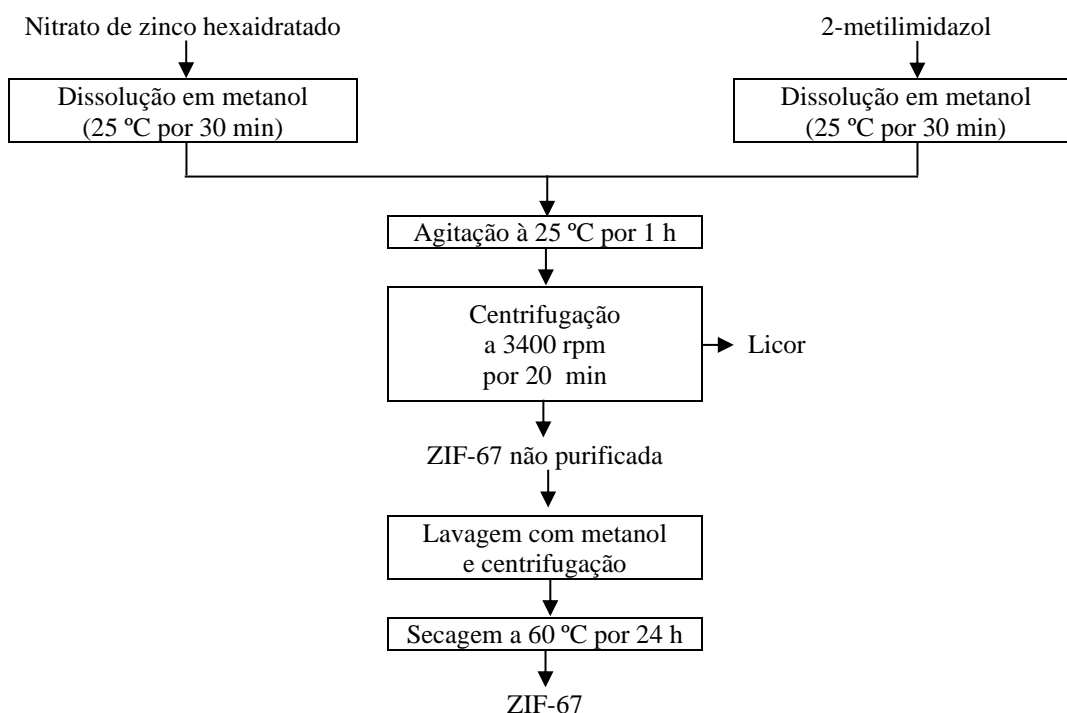 Nitrato de zinco hexaidratado
2-metilimidazol
Dissolução em metanol
(25 ºC por 30 min)
Dissolução em metanol
(25 ºC por 30 min)
Agitação à 25 ºC por 1 h
Centrifugação
a 3400 rpm
por 20 min
Licor
ZIF-67 não purificada
Lavagem com metanol
e centrifugação
Secagem a 60 ºC por 24 h
ZIF-67